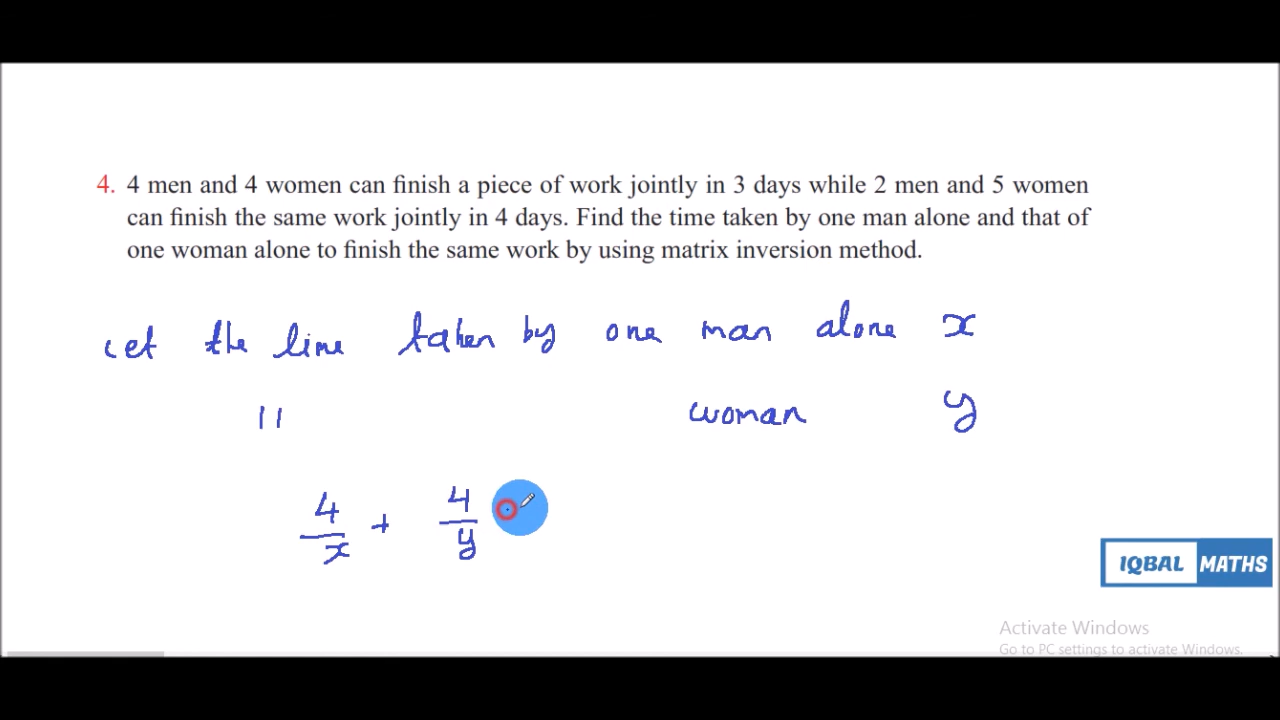 4. 4 men and 4 women can finish a piece of work jointly in 3 days while 2 men and 5 women
can finish the same work jointly in 4 days. Find the time taken by one man alone and that of
one woman alone to finish the same work by using matrix inversion method.
Let the time taken by one man alone x
11 woman y
4/x + 4/y
IQBAL MATHS
Activate Windows
Go to PC settings to activate Windows.